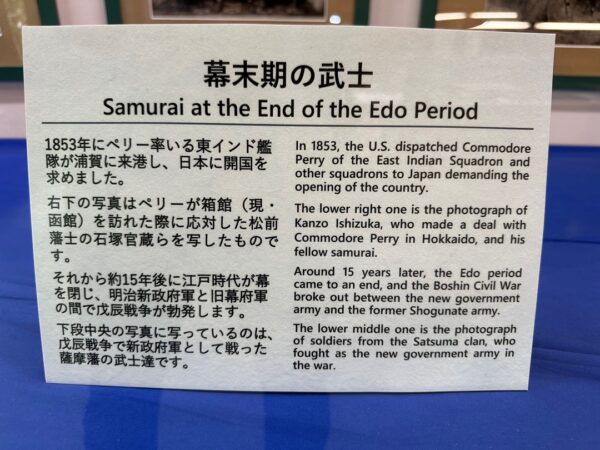 幕末期の武士
Samurai at the End of the Edo Period
1853年にペリー率いる東インド艦
隊が浦賀に来港し、日本に開国を
求めました。
右下の写真はペリーが箱館（現・
函館）を訪れた際に応対した松前
藩士の石塚官蔵らを写したもので
す。
それから約15年後に江戸時代が幕
を閉じ、明治新政府軍と旧幕府軍
の間で戊辰戦争が勃発します。
下段中央の写真に写っているのは、
戊辰戦争で新政府軍として戦った
薩摩藩の武士達です。
In 1853, the U.S. dispatched Commodore
Perry of the East Indian Squadron and
other squadrons to Japan demanding the
opening of the country.
The lower right one is the photograph of
Kanzo Ishizuka, who made a deal with
Commodore Perry in Hokkaido, and his
fellow samurai.
Around 15 years later, the Edo period
came to an end, and the Boshin Civil War
broke out between the new government
army and the former Shogunate army.
The lower middle one is the photograph
of soldiers from the Satsuma clan, who
fought as the new government army in
the war.